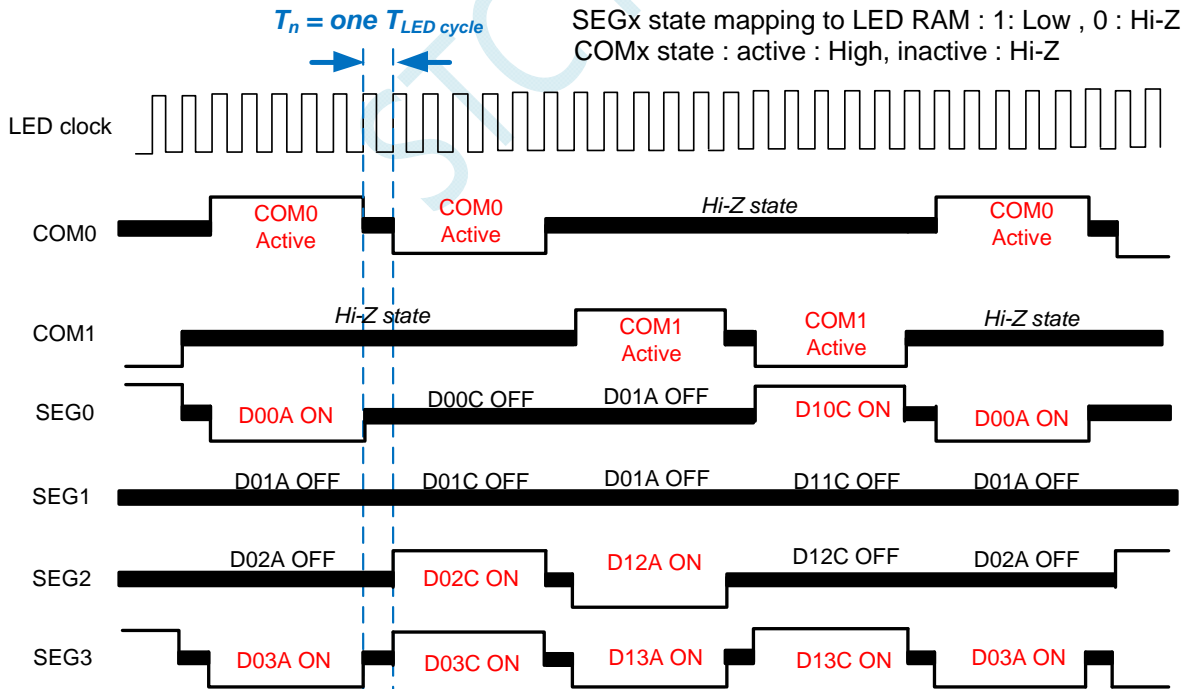 Tn = one TLED cycle
SEGx state mapping to LED RAM : 1: Low , 0 : Hi-Z
COMx state : active : High, inactive : Hi-Z
LED clock
COM0
COM0
Active
COM0
Active
Hi-Z state
COM0
Active
COM1
Hi-Z state
COM1
Active
COM1
Active
Hi-Z state
SEG0
D00A ON
D00C OFF
D01A OFF
D10C ON
D00A ON
SEG1
D01A OFF
D01C OFF
D01A OFF
D11C OFF
D01A OFF
SEG2
D02A OFF
D02C ON
D12A ON
D12C OFF
D02A OFF
SEG3
D03A ON
D03C ON
D13A ON
D13C ON
D03A ON